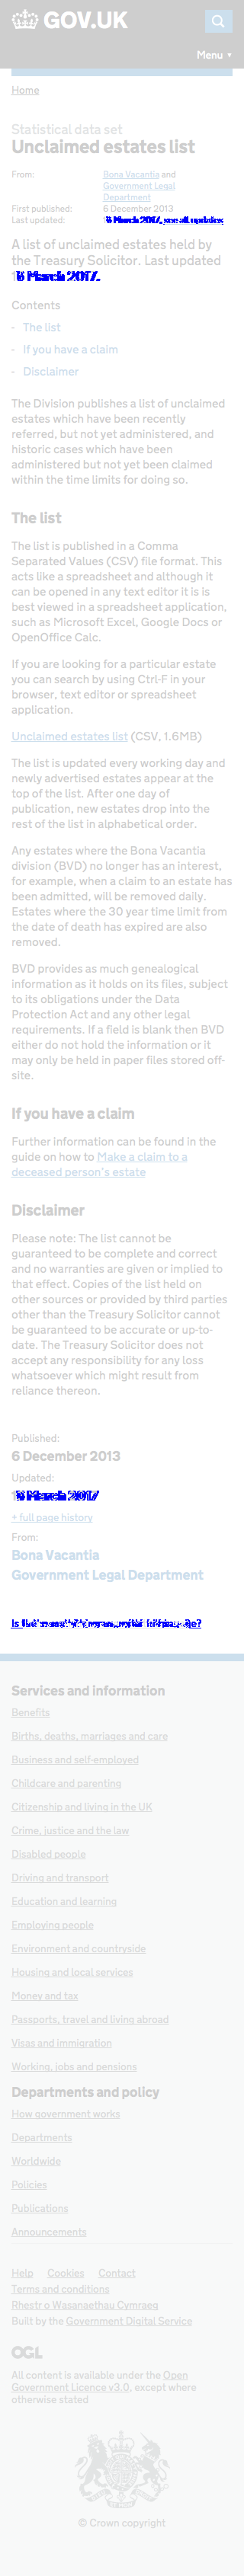 GOV.UK
Menu
Home
Statistical data set
Unclaimed estates list
From: Bona Vacantia and
Government Legal
Department
First published: 6 December 2013
Last updated: March 2017, see all updates
A list of unclaimed estates held by
the Treasury Solicitor. Last updated
March 2017.
Contents
- The list
- If you have a claim
- Disclaimer
The Division publishes a list of unclaimed
estates which have been recently
referred, but not yet administered, and
historic cases which have been
administered but not yet been claimed
within the time limits for doing so.
The list
The list is published in a Comma
Separated Values (CSV) file format. This
acts like a spreadsheet and although it
can be opened in any text editor it is is
best viewed in a spreadsheet application,
such as Microsoft Excel, Google Docs or
OpenOffice Calc.
If you are looking for a particular estate
you can search by using Ctrl-F in your
browser, text editor or spreadsheet
application.
Unclaimed estates list (CSV, 1.6MB)
The list is updated every working day and
newly advertised estates appear at the
top of the list. After one day of
publication, new estates drop into the
rest of the list in alphabetical order.
Any estates where the Bona Vacantia
division (BVD) no longer has an interest,
for example, when a claim to an estate has
been admitted, will be removed daily.
Estates where the 30 year time limit from
the date of death has expired are also
removed.
BVD provides as much genealogical
information as it holds on its files, subject
to its obligations under the Data
Protection Act and any other legal
requirements. If a field is blank then BVD
either do not hold the information or it
may only be held in paper files stored off-
site.
If you have a claim
Further information can be found in the
guide on how to Make a claim to a
deceased person's estate
Disclaimer
Please note: The list cannot be
guaranteed to be complete and correct
and no warranties are given or implied to
that effect. Copies of the list held on
other sources or provided by third parties
other than the Treasury Solicitor cannot
be guaranteed to be accurate or up-to-
date. The Treasury Solicitor does not
accept any responsibility for any loss
whatsoever which might result from
reliance thereon.
Published:
6 December 2013
Updated:
March 2017
+ full page history
From:
Bona Vacantia
Government Legal Department
Services and information
Benefits
Births, deaths, marriages and care
Business and self-employed
Childcare and parenting
Citizenship and living in the UK
Crime, justice and the law
Disabled people
Driving and transport
Education and learning
Employing people
Environment and countryside
Housing and local services
Money and tax
Passports, travel and living abroad
Visas and immigration
Working, jobs and pensions
Departments and policy
How government works
Departments
Worldwide
Policies
Publications
Announcements
Help Cookies Contact
Terms and conditions
Rhestr o Wasanaethau Cymraeg
Built by the Government Digital Service
OGL
All content is available under the Open
Government Licence v3.0, except where
otherwise stated
© Crown copyright